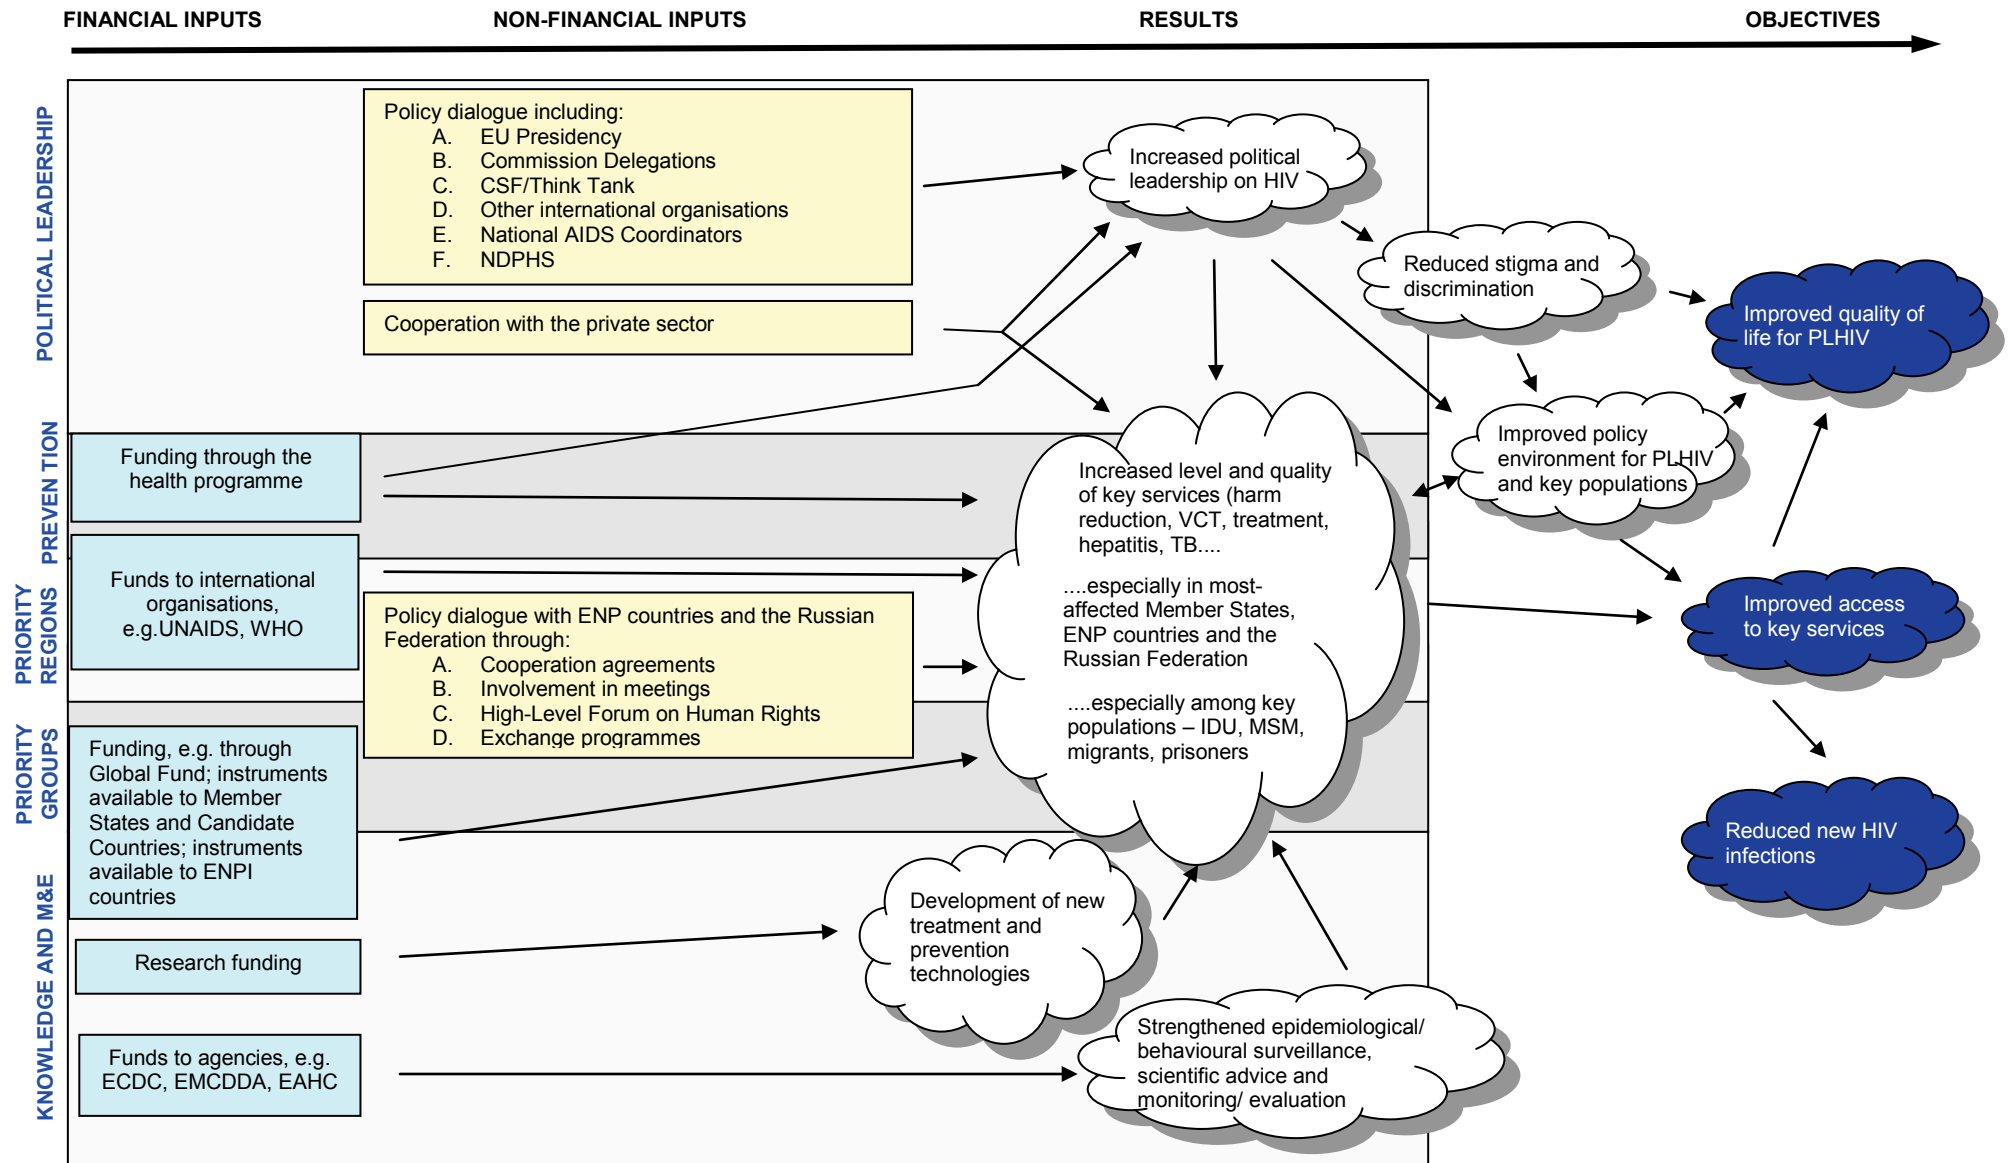 FINANCIAL INPUTS
NON-FINANCIAL INPUTS
RESULTS
OBJECTIVES
POLITICAL LEADERSHIP
Policy dialogue including:
A. EU Presidency
B. Commission Delegations
C. CSF/Think Tank
D. Other international organisations
E. National AIDS Coordinators
F. NDPHS
Cooperation with the private sector
Increased political
leadership on HIV
Reduced stigma and
discrimination
Improved quality of
life for PLHIV
PREVEN TION
Funding through the
health programme
Increased level and quality
of key services (harm
reduction, VCT, treatment,
hepatitis, TB....
....especially in most-
affected Member States,
ENP countries and the
Russian Federation
....especially among key
populations – IDU, MSM,
migrants, prisoners
Improved policy
environment for PLHIV
and key populations
PRIORITY
REGIONS
Funds to international
organisations,
e.g.UNAIDS, WHO
Policy dialogue with ENP countries and the Russian
Federation through:
A. Cooperation agreements
B. Involvement in meetings
C. High-Level Forum on Human Rights
D. Exchange programmes
Improved access
to key services
PRIORITY
GROUPS
Funding, e.g. through
Global Fund; instruments
available to Member
States and Candidate
Countries; instruments
available to ENPI
countries
Reduced new HIV
infections
KNOWLEDGE AND M&E
Research funding
Development of new
treatment and
prevention
technologies
Funds to agencies, e.g.
ECDC, EMCDDA, EAHC
Strengthened epidemiological/
behavioural surveillance,
scientific advice and
monitoring/ evaluation